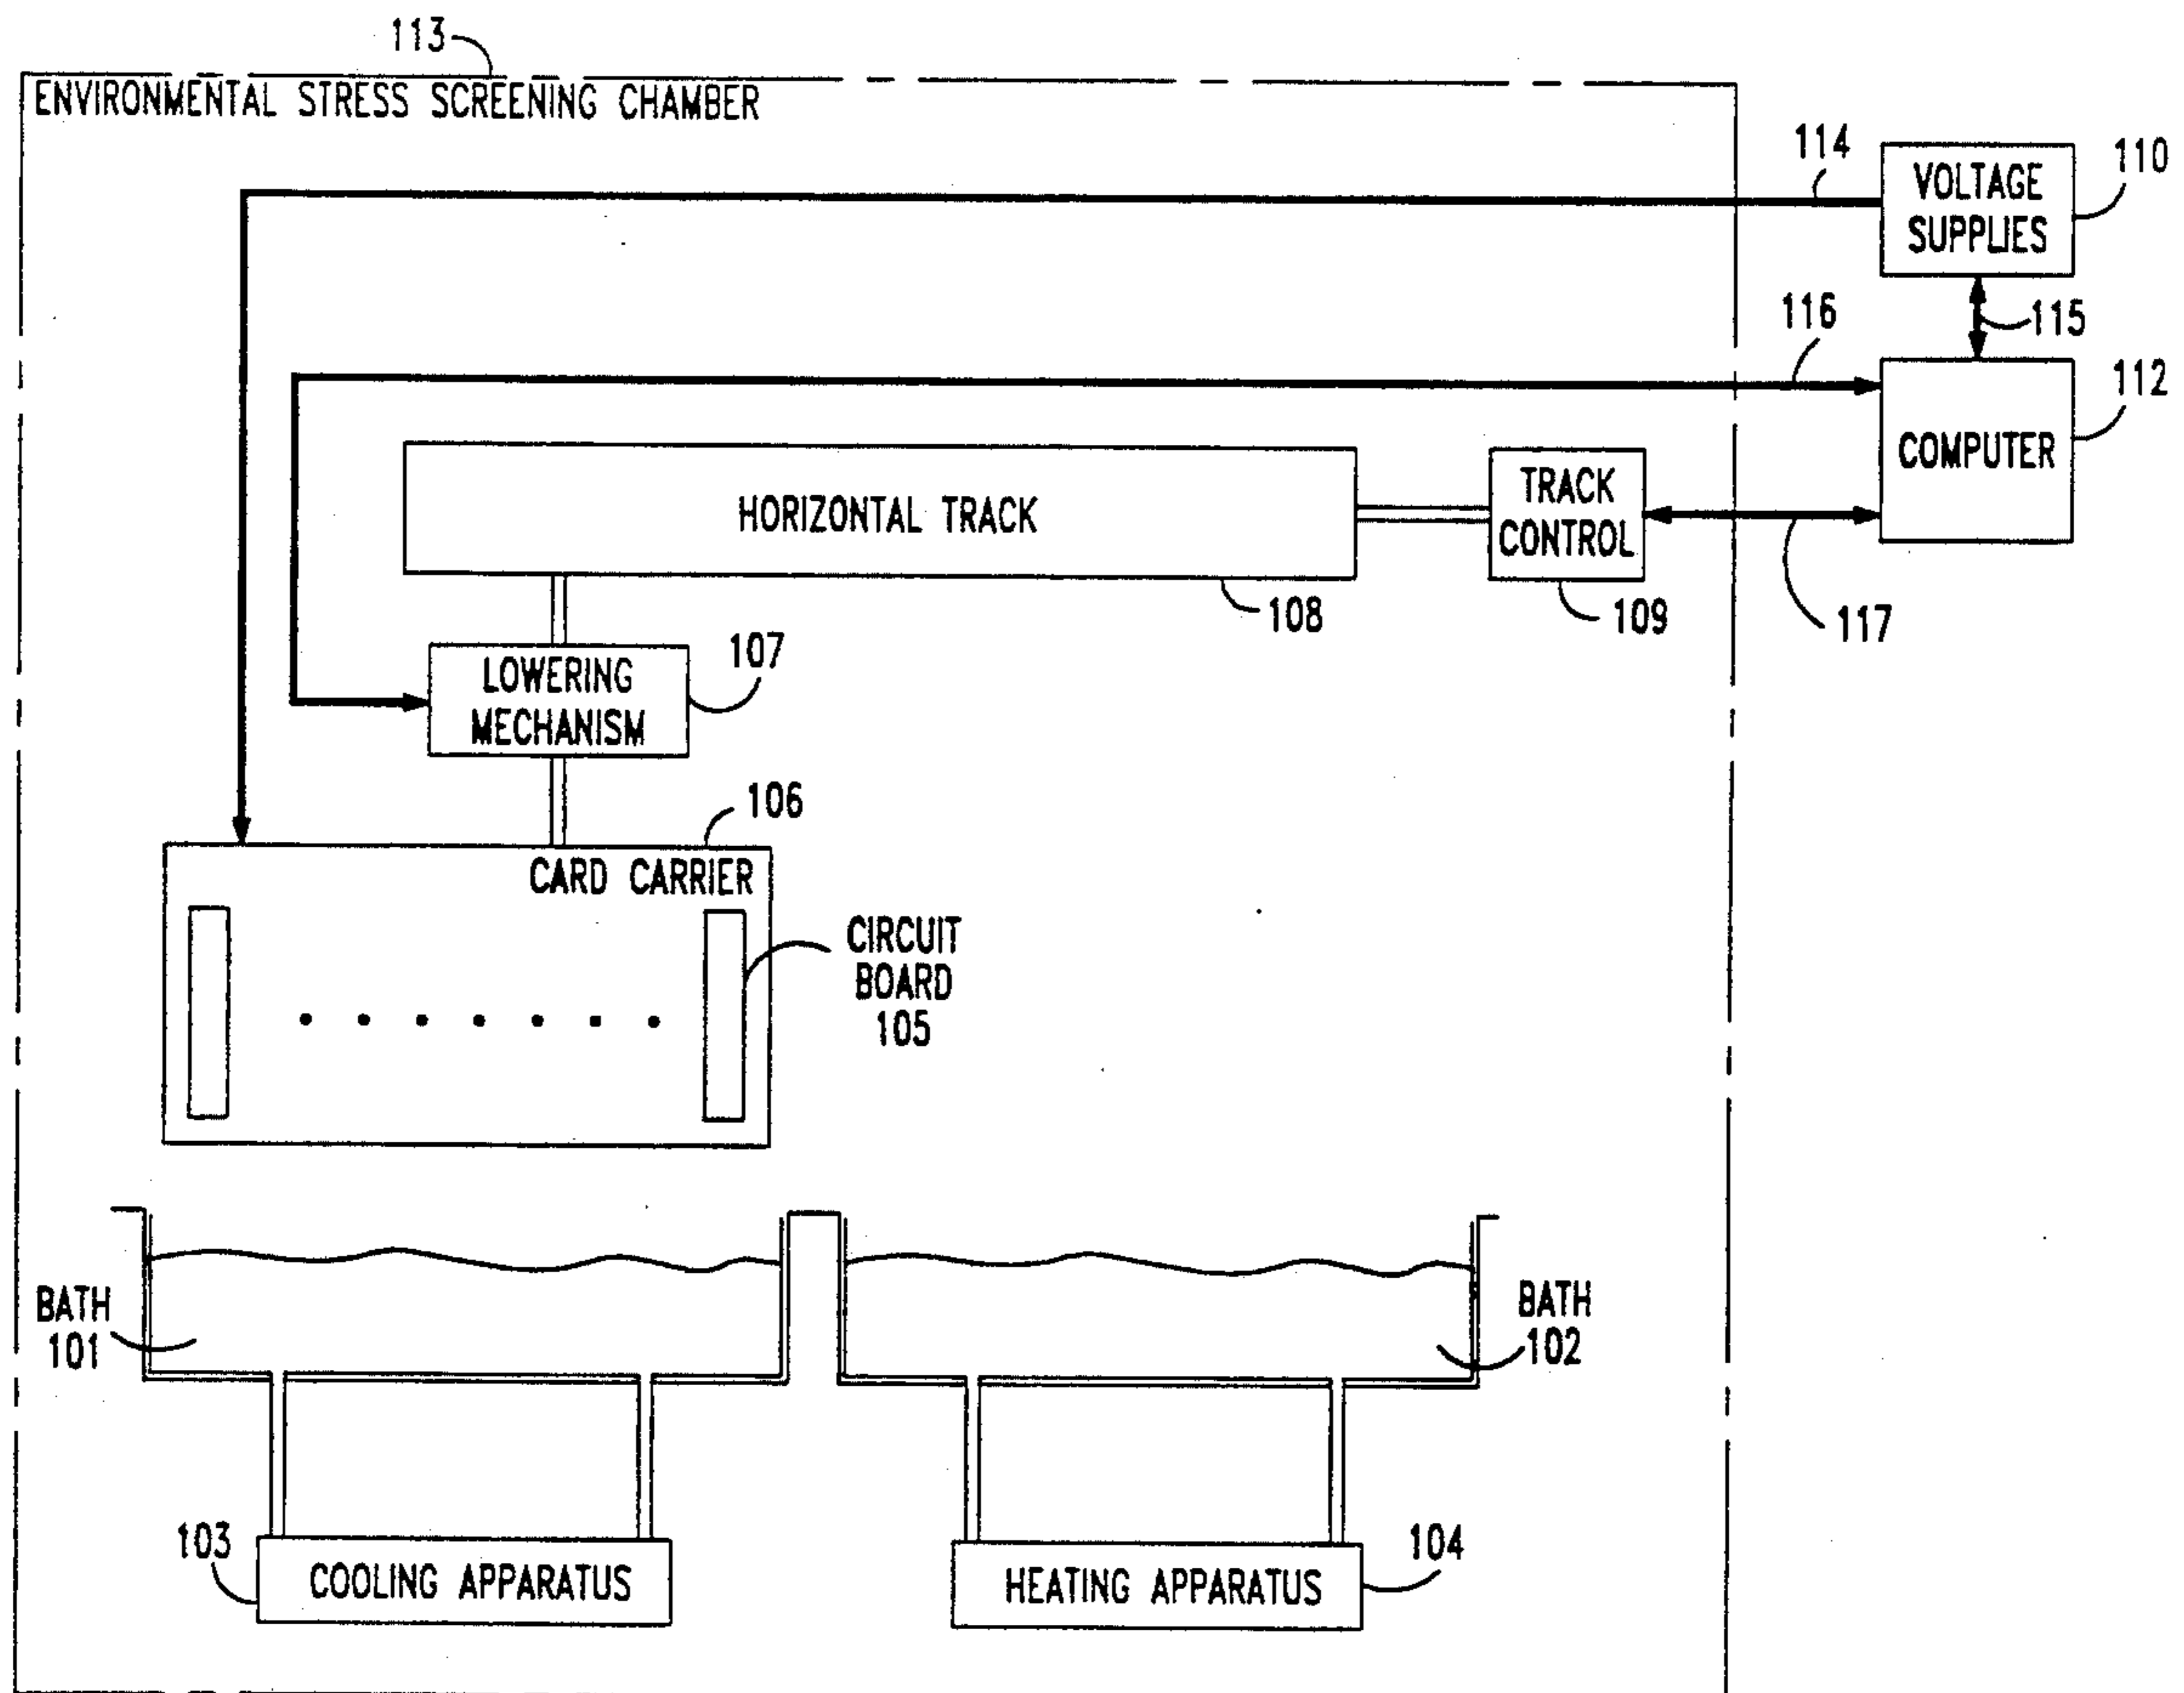 113
ENVIRONMENTAL STRESS SCREENING CHAMBER
114
VOLTAGE
SUPPLIES
110
115
116
COMPUTER
112
HORIZONTAL TRACK
108
TRACK
CONTROL
109
117
LOWERING
MECHANISM
107
106
CARD CARRIER
CIRCUIT
BOARD
105
BATH
101
BATH
102
103
COOLING APPARATUS
104
HEATING APPARATUS